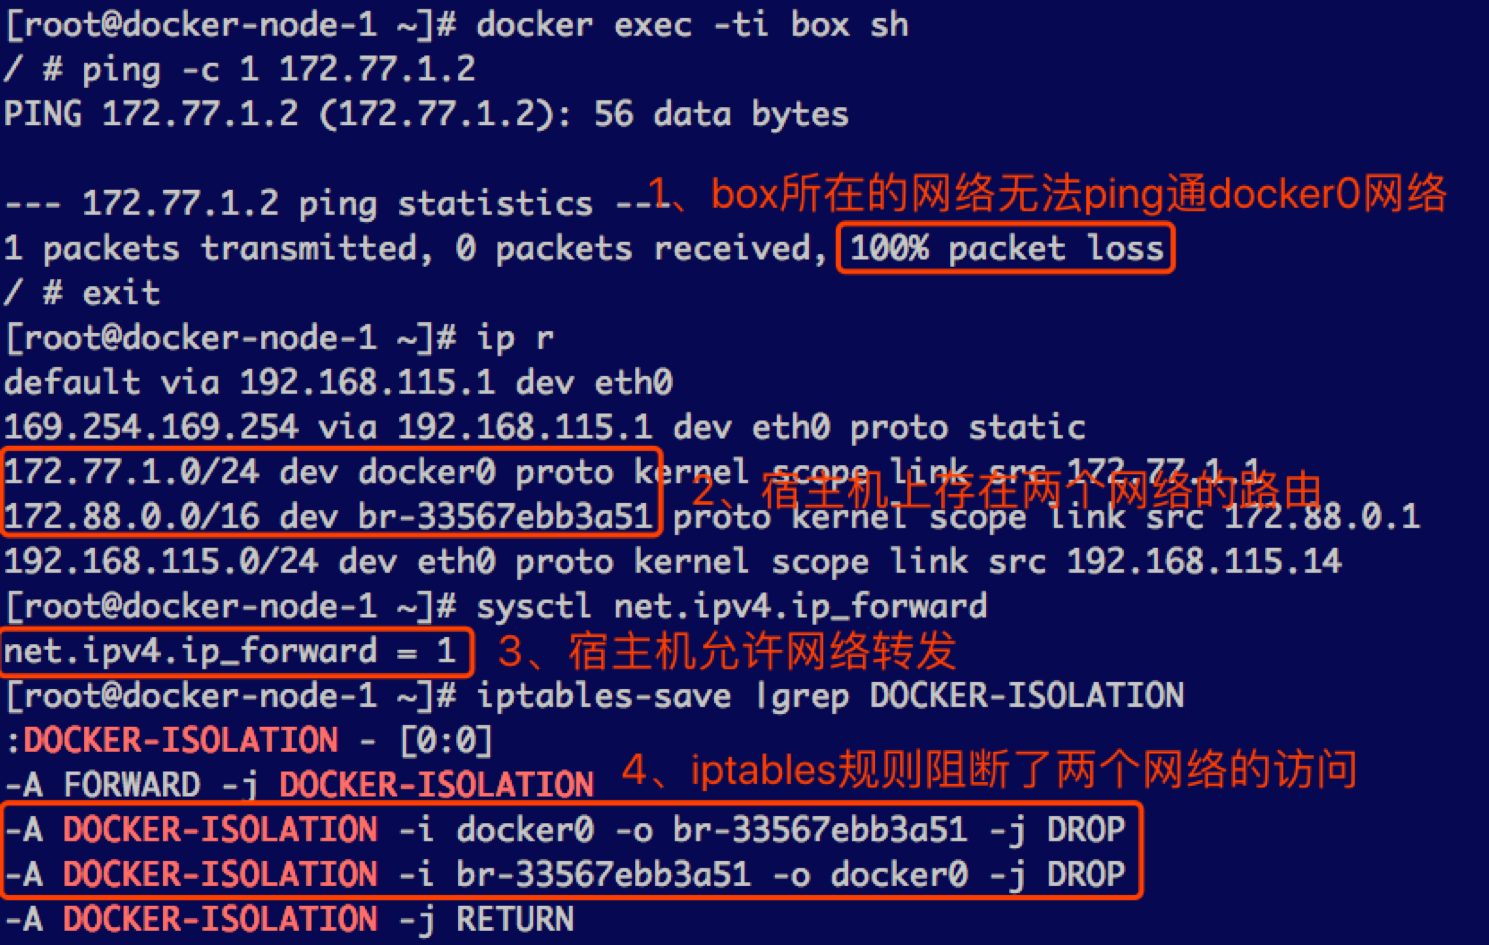 [root@docker-node-1 ~]# docker exec -ti box sh
/ # ping -c 1 172.77.1.2
PING 172.77.1.2 (172.77.1.2): 56 data bytes
--- 172.77.1.2 ping statistics ---
1、box所在的网络无法ping通docker0网络
1 packets transmitted, 0 packets received, 100% packet loss
/ # exit
[root@docker-node-1 ~]# ip r
default via 192.168.115.1 dev eth0
169.254.169.254 via 192.168.115.1 dev eth0 proto static
172.77.1.0/24 dev docker0 proto kernel scope link src 172.77.1.1
2、宿主机上存在两个网络的路由
172.88.0.0/16 dev br-33567ebb3a51 proto kernel scope link src 172.88.0.1
192.168.115.0/24 dev eth0 proto kernel scope link src 192.168.115.14
[root@docker-node-1 ~]# sysctl net.ipv4.ip_forward
net.ipv4.ip_forward = 1
3、宿主机允许网络转发
[root@docker-node-1 ~]# iptables-save |grep DOCKER-ISOLATION
:DOCKER-ISOLATION - [0:0]
4、iptables规则阻断了两个网络的访问
-A FORWARD -j DOCKER-ISOLATION
-A DOCKER-ISOLATION -i docker0 -o br-33567ebb3a51 -j DROP
-A DOCKER-ISOLATION -i br-33567ebb3a51 -o docker0 -j DROP
-A DOCKER-ISOLATION -j RETURN